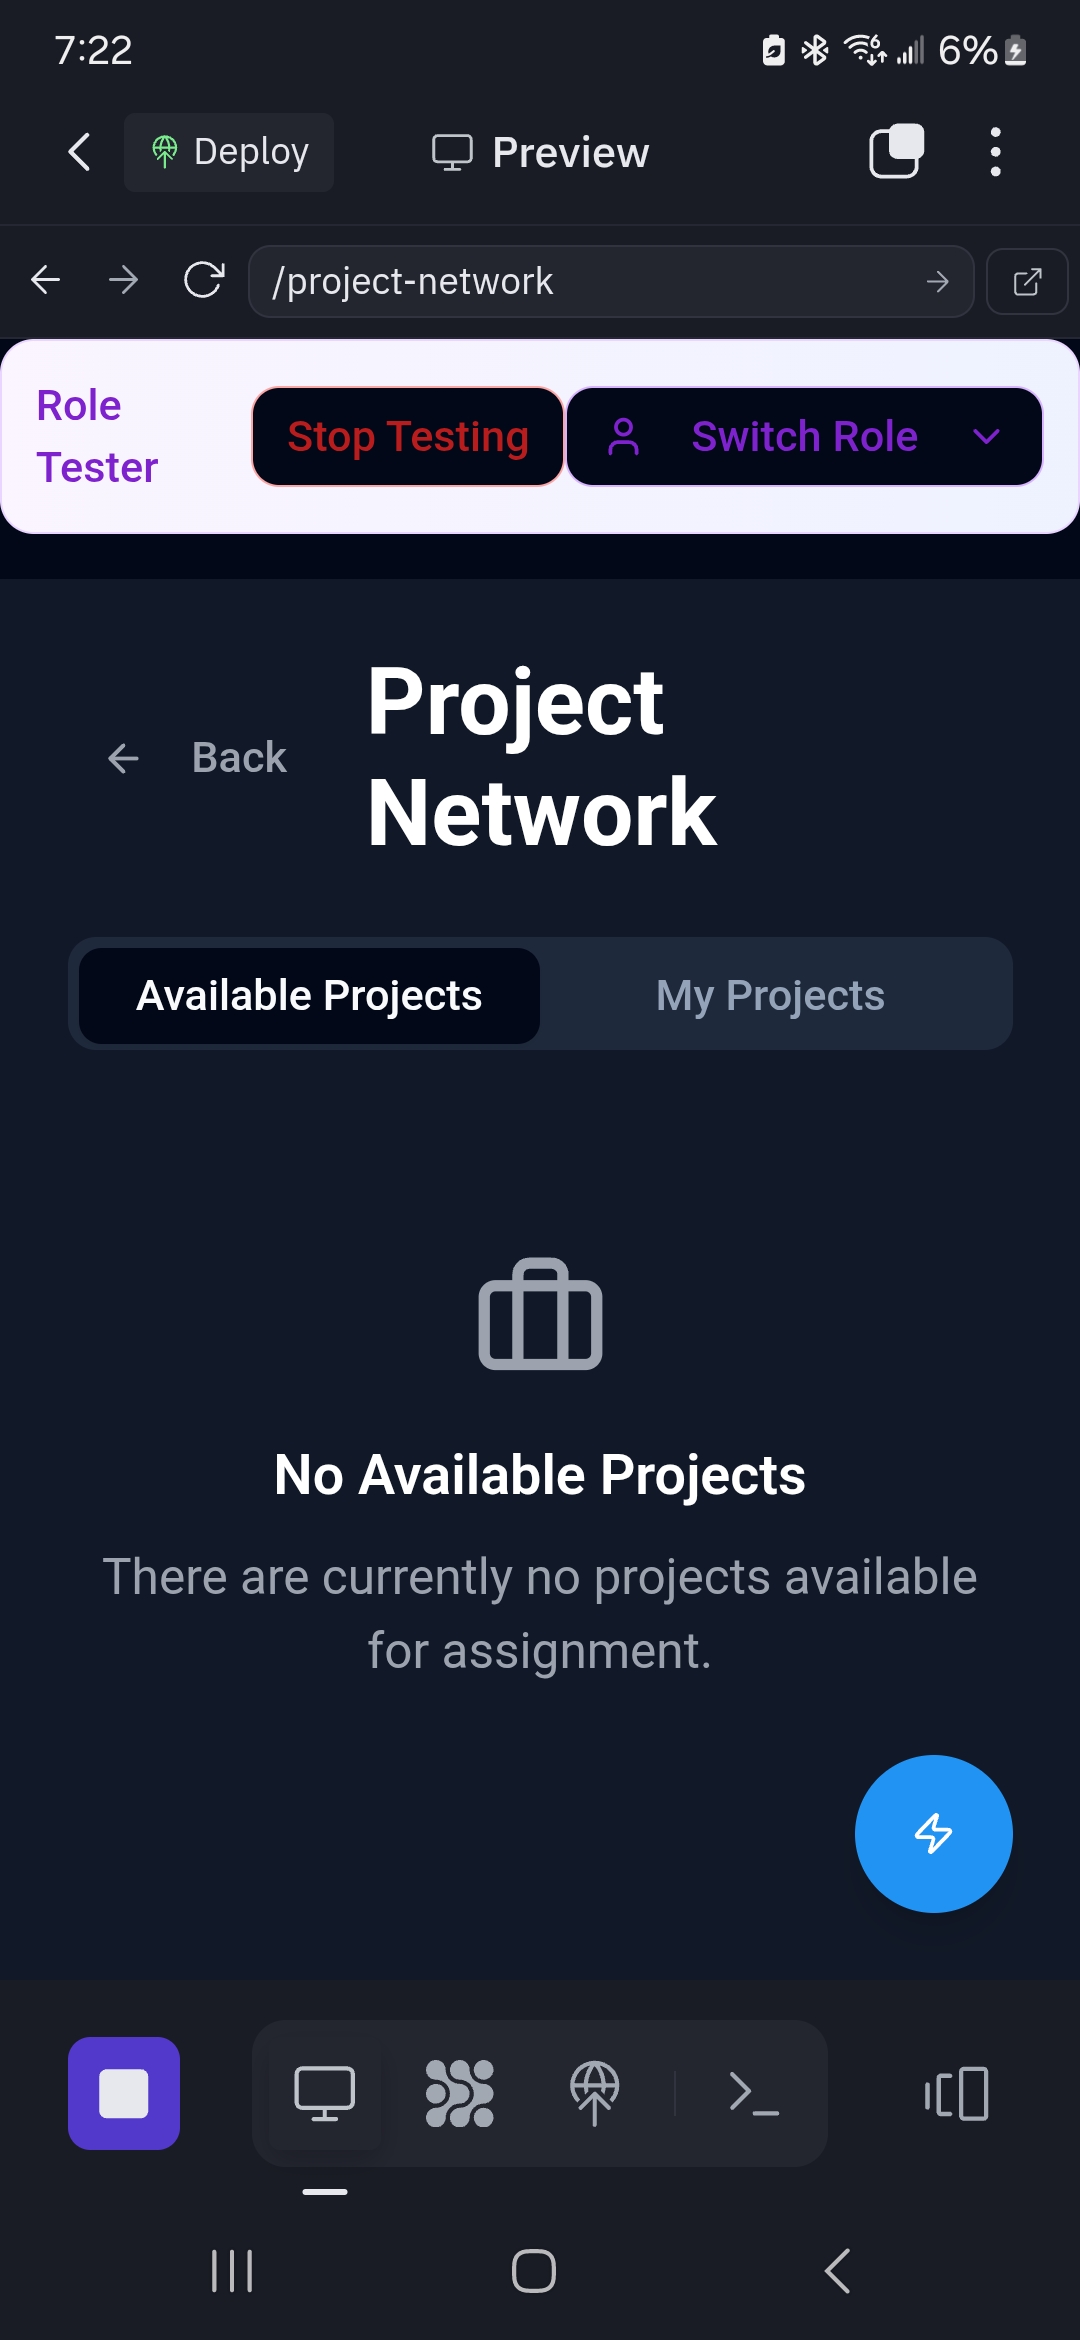 7:22
6%
Deploy
Preview
/project-network
Role
Tester
Stop Testing
Switch Role
Project
Network
Back
Available Projects
My Projects
No Available Projects
There are currently no projects available
for assignment.